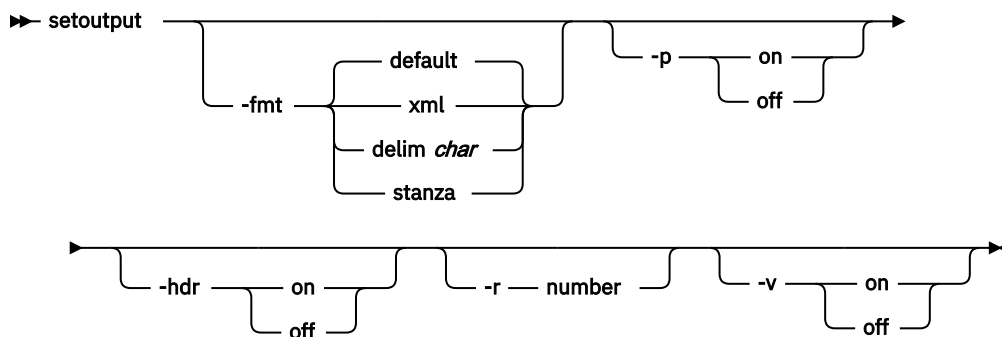 setoutput
default
-fmt xml
delim char
stanza
-p on
off
-hdr on
off
-r number
-v on
off